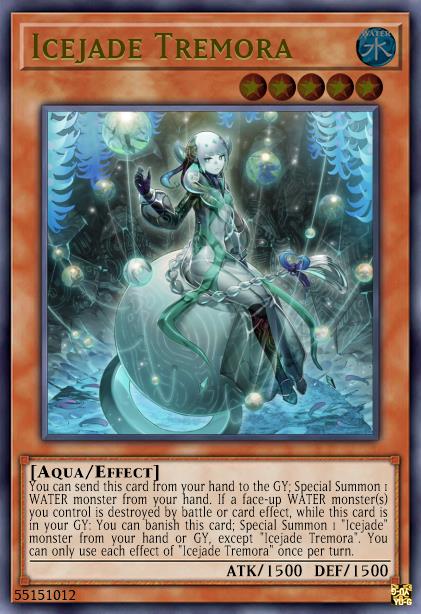 Icejade Tremora
WATER
水
[Aqua/Effect]
You can send this card from your hand to the GY; Special Summon 1
WATER monster from your hand. If a face-up WATER monster(s)
you control is destroyed by battle or card effect, while this card is
in your GY: You can banish this card; Special Summon 1 "Icejade"
monster from your hand or GY, except "Icejade Tremora". You
can only use each effect of "Icejade Tremora" once per turn.
ATK/1500 DEF/1500
55151012